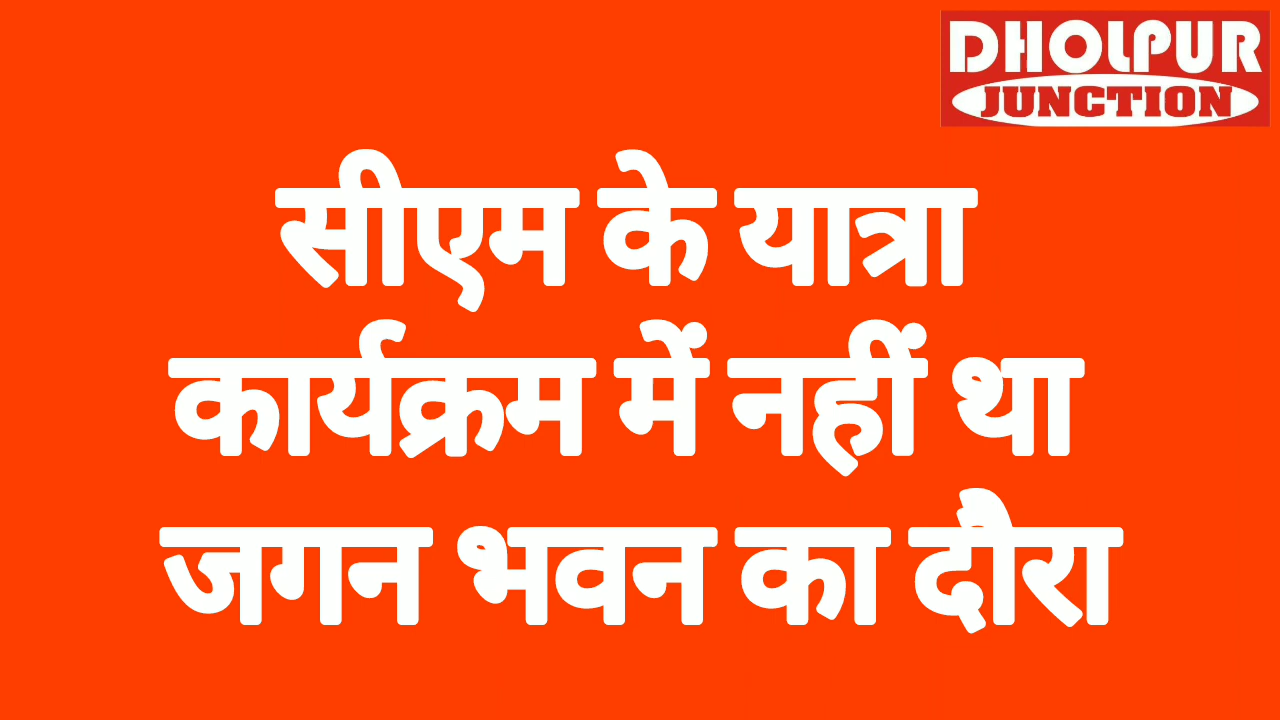 DHOLPUR
JUNCTION
सीएम के यात्रा
कार्यक्रम में नहीं था
जगन भवन का दौरा